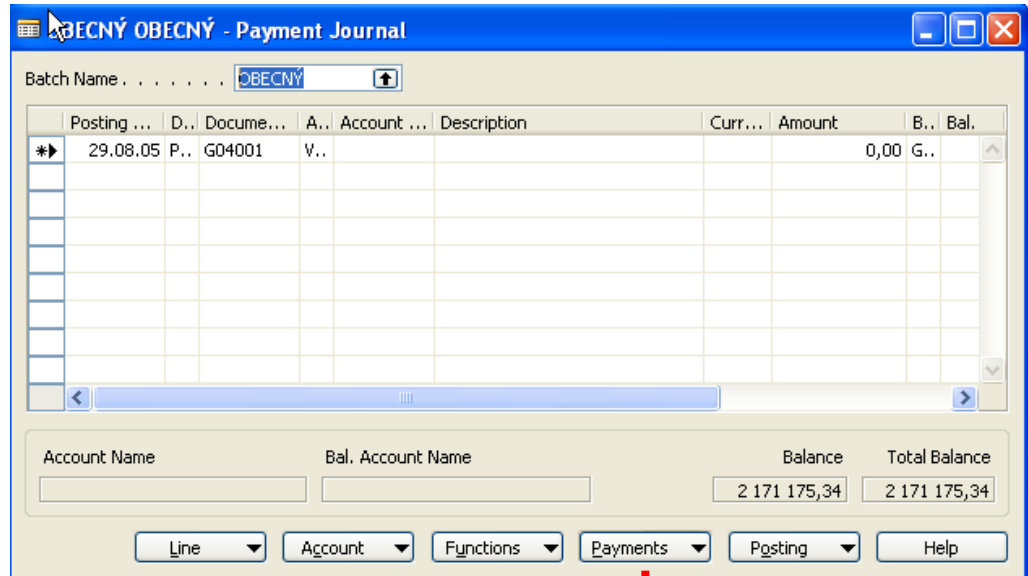 OBECNÝ OBECNÝ - Payment Journal
Batch Name . . . . . . . OBECNÝ
Posting ... D.. Docume... A.. Account ... Description Curr... Amount B.. Bal.
29.08.05 P.. G04001 V.. 0,00 G..
Account Name Bal. Account Name Balance Total Balance
2 171 175,34 2 171 175,34
Line Account Functions Payments Posting Help